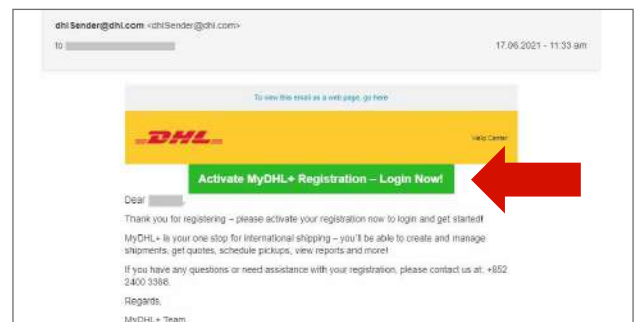 dhlSender@dhl.com <dhlSender@dhl.com>
to
17.06.2021 - 11:33 am
To view this email as a web page, go here
DHL
Help Center
Activate MyDHL+ Registration – Login Now!
Dear
Thank you for registering – please activate your registration now to login and get started!
MyDHL+ is your one stop for international shipping – you'll be able to create and manage
shipments, get quotes, schedule pickups, view reports and more!
If you have any questions or need assistance with your registration, please contact us at: +852
2400 3388.
Regards,
MyDHL+ Team